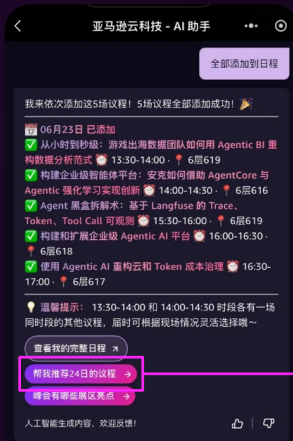 亚马逊云科技 - AI 助手
全部添加到日程
我来依次添加这5场议程！5场议程全部添加成功！🎉
📅 06月23日 已添加
✅ 从小时到秒级：游戏出海数据团队如何用 Agentic BI 重
构数据分析范式 ⏰ 13:30-14:00 · 📍 6层619
✅ 构建企业级智能体平台：安克如何借助 AgentCore 与
Agentic 强化学习实现创新 ⏰ 14:00-14:30 · 📍 6层616
✅ Agent 黑盒拆解术：基于 Langfuse 的 Trace、
Token、Tool Call 可观测 ⏰ 15:30-16:00 · 📍 6层619
✅ 构建和扩展企业级 Agentic AI 平台 ⏰ 16:00-16:30 ·
📍 6层618
✅ 使用 Agentic AI 重构云和 Token 成本治理 ⏰ 16:30-
17:00 · 📍 6层617
💡 温馨提示： 13:30-14:00 和 14:00-14:30 时段各有一场
同时段的其他议程，届时可根据现场情况灵活选择哦～
查看我的完整日程 ↗
帮我推荐24日的议程 →
峰会有哪些展区亮点 →
人工智能生成内容，欢迎反馈！